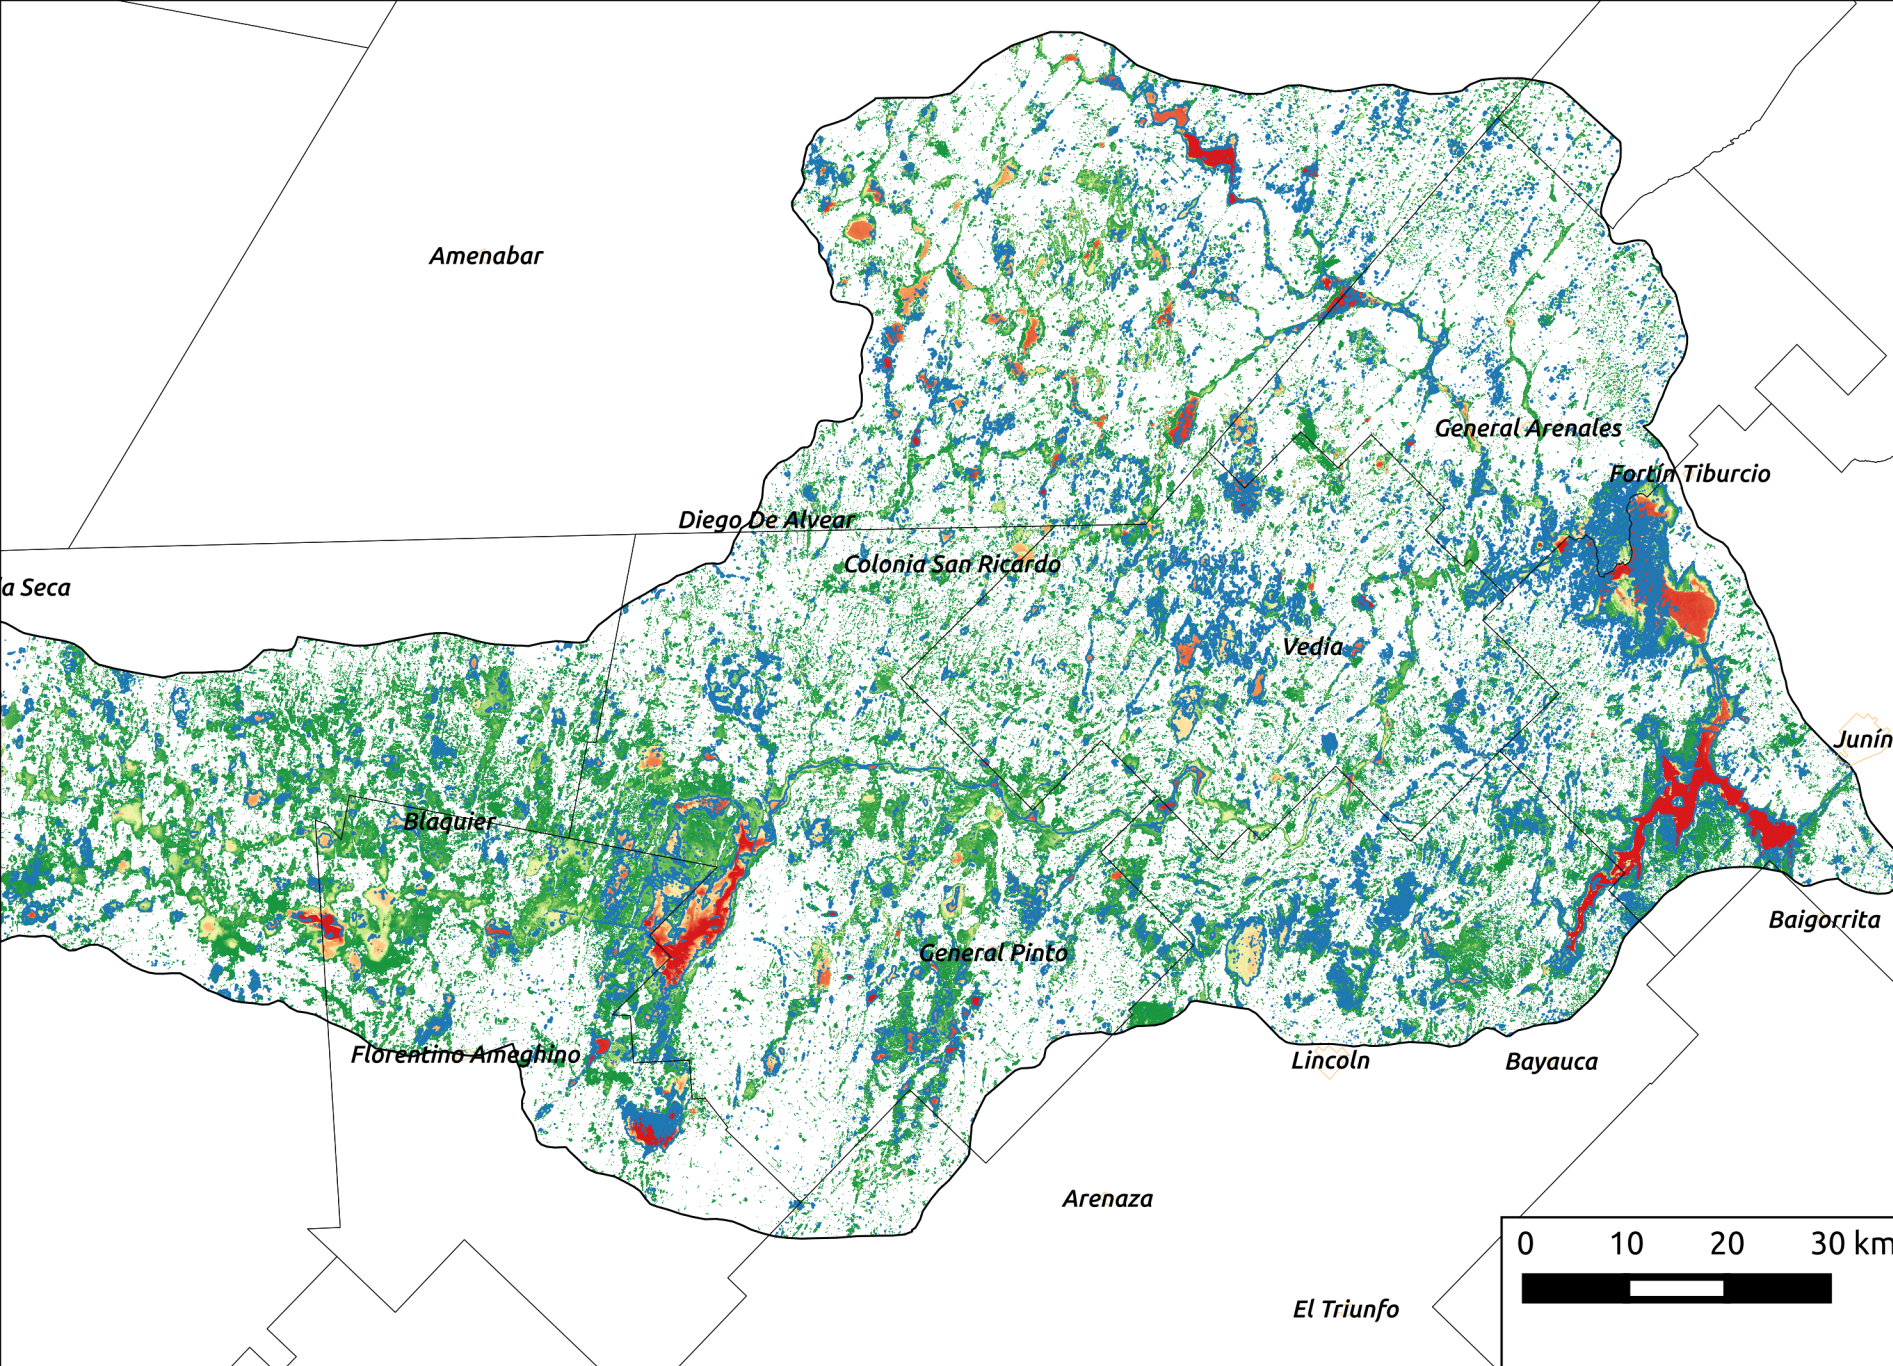 Amenabar
General Arenales
Fortín Tiburcio
Diego De Alvear
Colonia San Ricardo
a Seca
Vedia
Junín
Blaquier
Baigorrita
General Pinto
Florentino Ameghino
Lincoln
Bayauca
Arenaza
0 10 20 30 km
El Triunfo